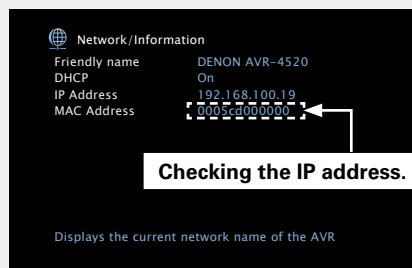 Network/Information
Friendly name DENON AVR-4520
DHCP On
IP Address 192.168.100.19
MAC Address 0005cd000000
Checking the IP address.
Displays the current network name of the AVR